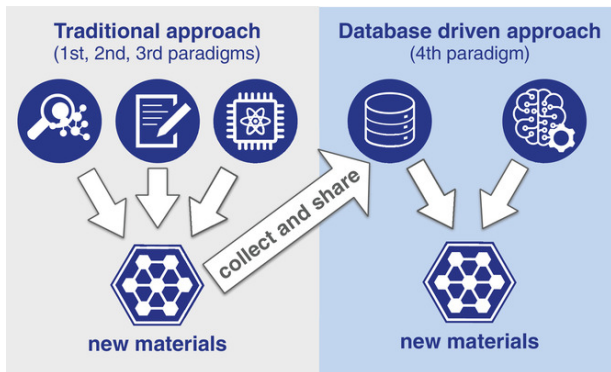 Traditional approach
(1st, 2nd, 3rd paradigms)
Database driven approach
(4th paradigm)
collect and share
new materials
new materials